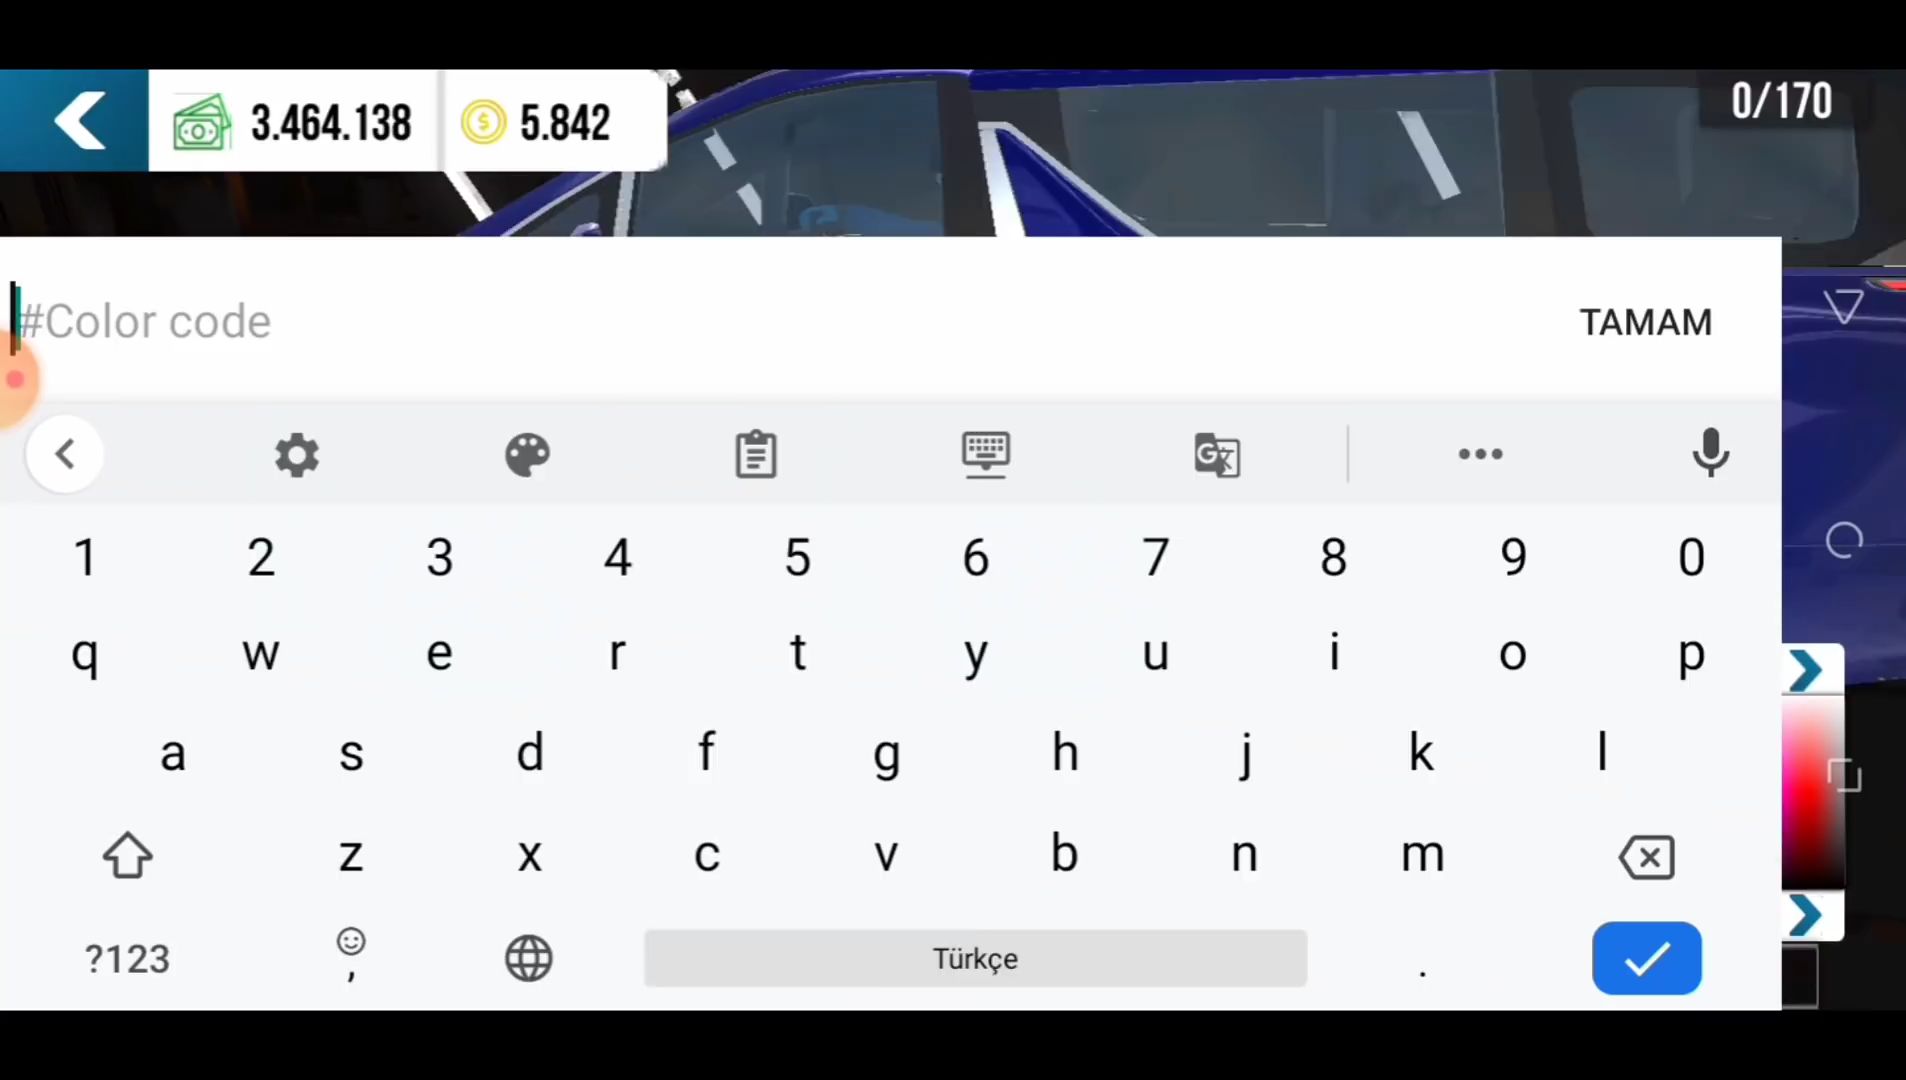 3.464.138
5.842
0/170
#Color code
TAMAM
1 2 3 4 5 6 7 8 9 0
q w e r t y u i o p
a s d f g h j k l
z x c v b n m
?123 , Türkçe .